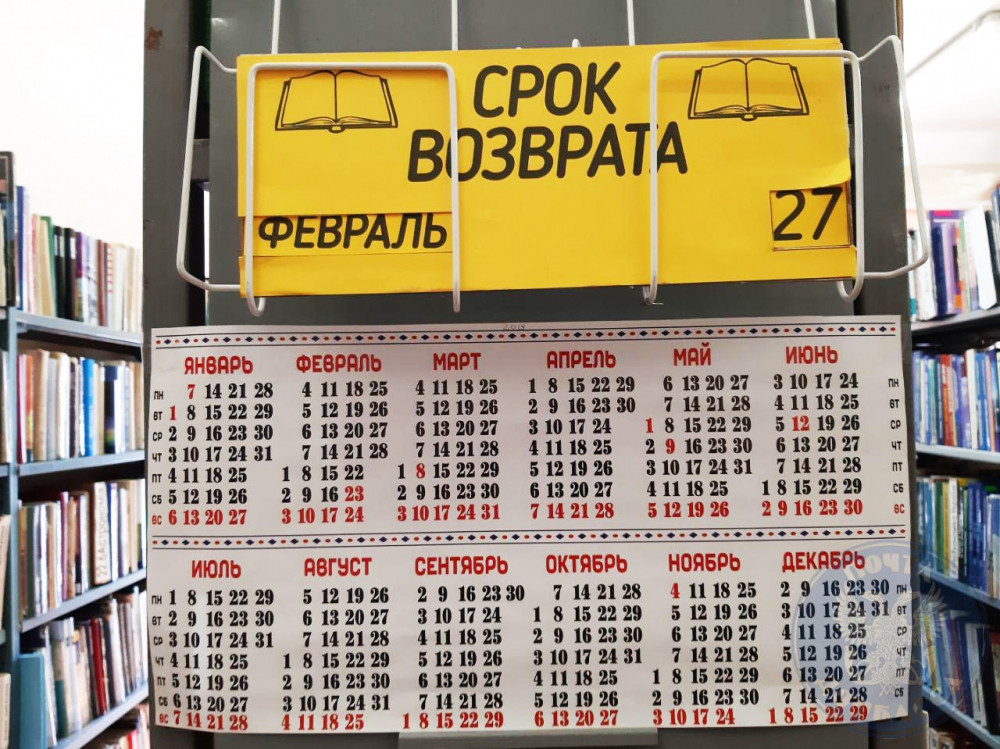 СРОК
ВОЗВРАТА
ФЕВРАЛЬ 27
ЯНВАРЬ ФЕВРАЛЬ МАРТ АПРЕЛЬ МАЙ ИЮНЬ
ПН 7 14 21 28 4 11 18 25 4 11 18 25 1 8 15 22 29 6 13 20 27 3 10 17 24 ПН
ВТ 1 8 15 22 29 5 12 19 26 5 12 19 26 2 9 16 23 30 7 14 21 28 4 11 18 25 ВТ
СР 2 9 16 23 30 6 13 20 27 6 13 20 27 3 10 17 24 1 8 15 22 29 5 12 19 26 СР
ЧТ 3 10 17 24 31 7 14 21 28 7 14 21 28 4 11 18 25 2 9 16 23 30 6 13 20 27 ЧТ
ПТ 4 11 18 25 1 8 15 22 1 8 15 22 29 5 12 19 26 3 10 17 24 31 7 14 21 28 ПТ
СБ 5 12 19 26 2 9 16 23 2 9 16 23 30 6 13 20 27 4 11 18 25 1 8 15 22 29 СБ
ВС 6 13 20 27 3 10 17 24 3 10 17 24 31 7 14 21 28 5 12 19 26 2 9 16 23 30 ВС
ИЮЛЬ АВГУСТ СЕНТЯБРЬ ОКТЯБРЬ НОЯБРЬ ДЕКАБРЬ
ПН 1 8 15 22 29 5 12 19 26 2 9 16 23 30 7 14 21 28 4 11 18 25 2 9 16 23 30 ПН
ВТ 2 9 16 23 30 6 13 20 27 3 10 17 24 1 8 15 22 29 5 12 19 26 3 10 17 24 31 ВТ
СР 3 10 17 24 31 7 14 21 28 4 11 18 25 2 9 16 23 30 6 13 20 27 4 11 18 25 СР
ЧТ 4 11 18 25 1 8 15 22 29 5 12 19 26 3 10 17 24 31 7 14 21 28 5 12 19 26 ЧТ
ПТ 5 12 19 26 2 9 16 23 30 6 13 20 27 4 11 18 25 1 8 15 22 29 6 13 20 27 ПТ
СБ 6 13 20 27 3 10 17 24 31 7 14 21 28 5 12 19 26 2 9 16 23 30 7 14 21 28 СБ
ВС 7 14 21 28 4 11 18 25 1 8 15 22 29 6 13 20 27 3 10 17 24 1 8 15 22 29 ВС